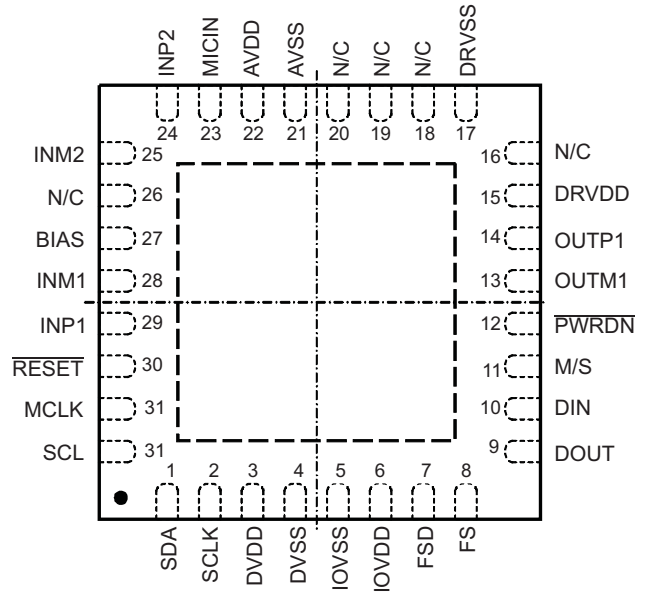 INP2
MICIN
AVDD
AVSS
N/C
N/C
N/C
DRVSS
24
23
22
21
20
19
18
17
INM2 25
N/C 26
BIAS 27
INM1 28
INP1 29
RESET 30
MCLK 31
SCL 31
16 N/C
15 DRVDD
14 OUTP1
13 OUTM1
12 PWRDN
11 M/S
10 DIN
9 DOUT
1
2
3
4
5
6
7
8
SDA
SCLK
DVDD
DVSS
IOVSS
IOVDD
FSD
FS